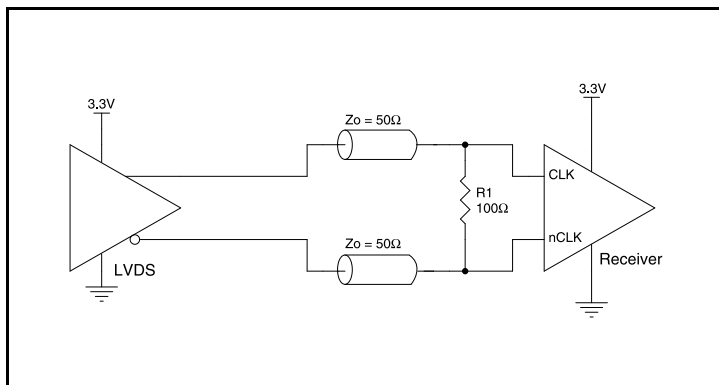 3.3V
3.3V
Zo = 50Ω
CLK
R1
100Ω
nCLK
Zo = 50Ω
LVDS
Receiver